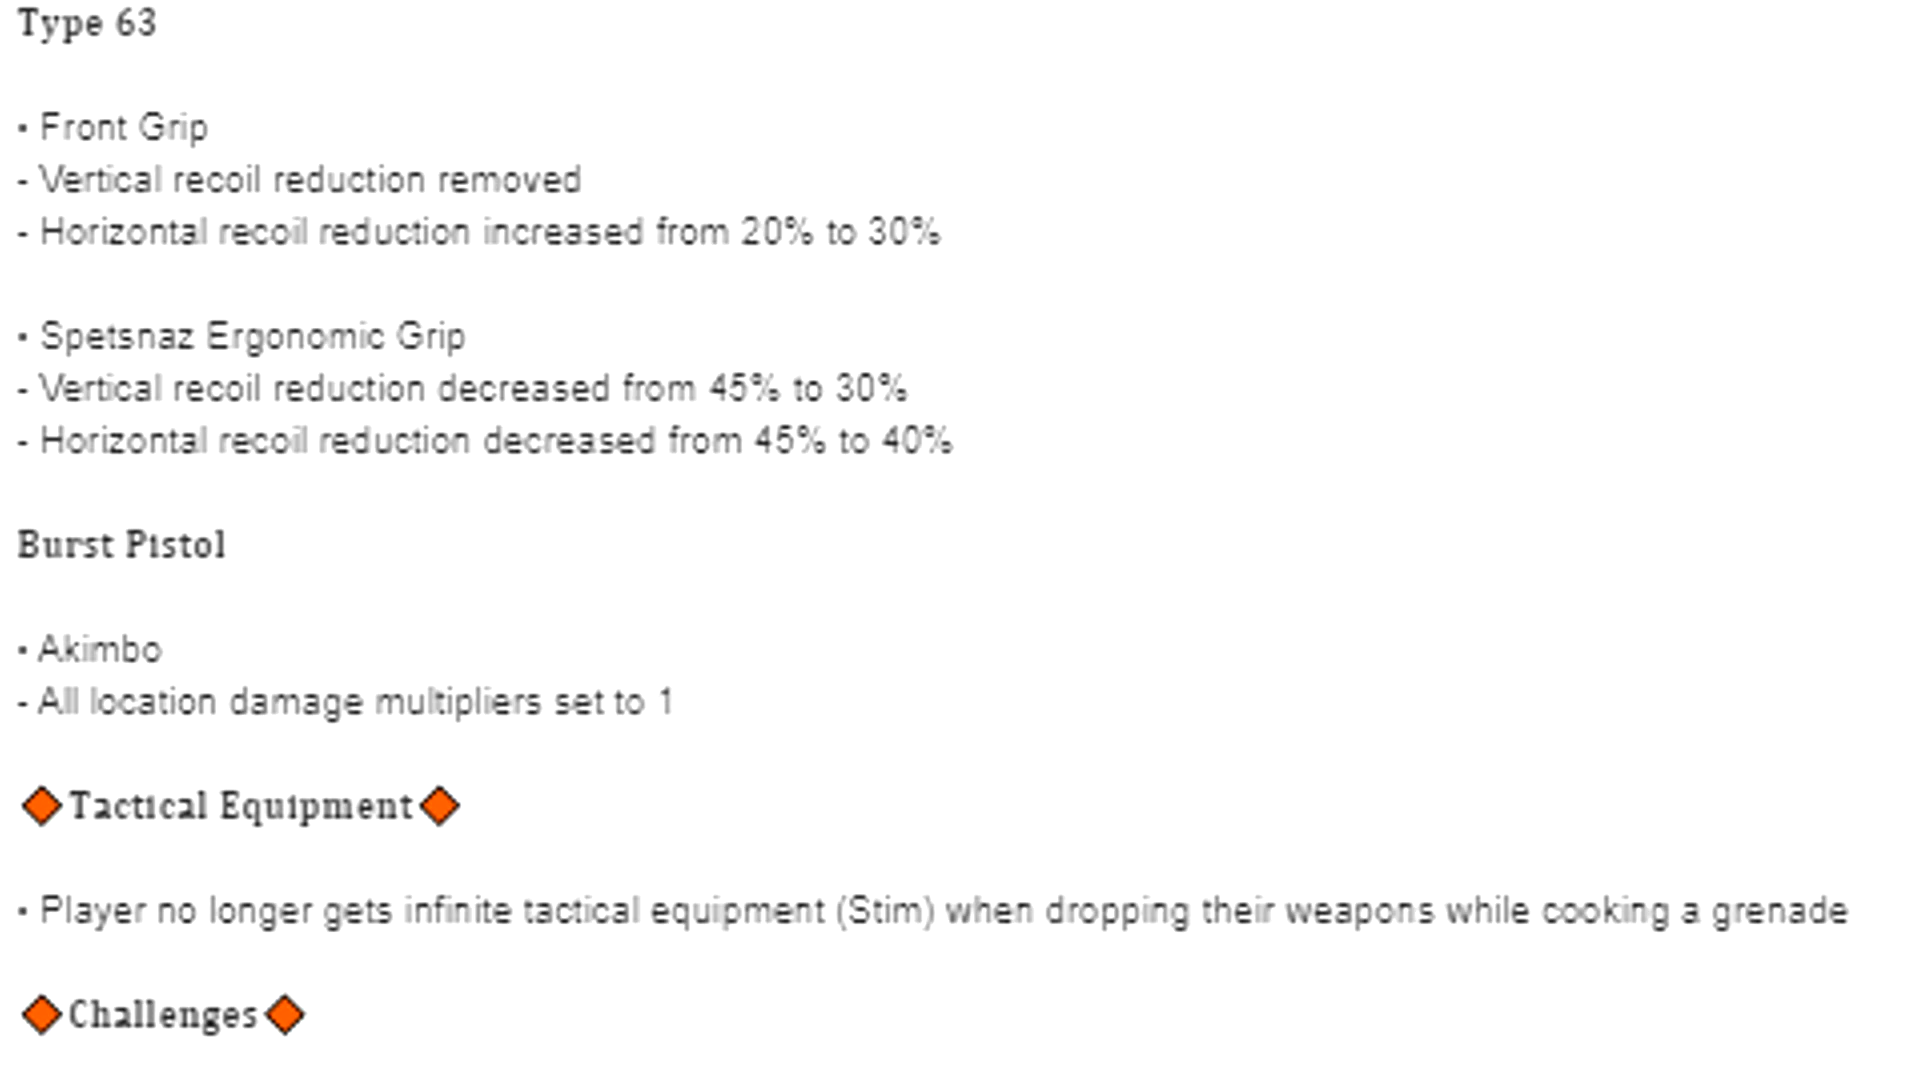 Type 63
• Front Grip
- Vertical recoil reduction removed
- Horizontal recoil reduction increased from 20% to 30%
• Spetsnaz Ergonomic Grip
- Vertical recoil reduction decreased from 45% to 30%
- Horizontal recoil reduction decreased from 45% to 40%
Burst Pistol
• Akimbo
- All location damage multipliers set to 1
🔶Tactical Equipment🔶
• Player no longer gets infinite tactical equipment (Stim) when dropping their weapons while cooking a grenade
🔶Challenges🔶